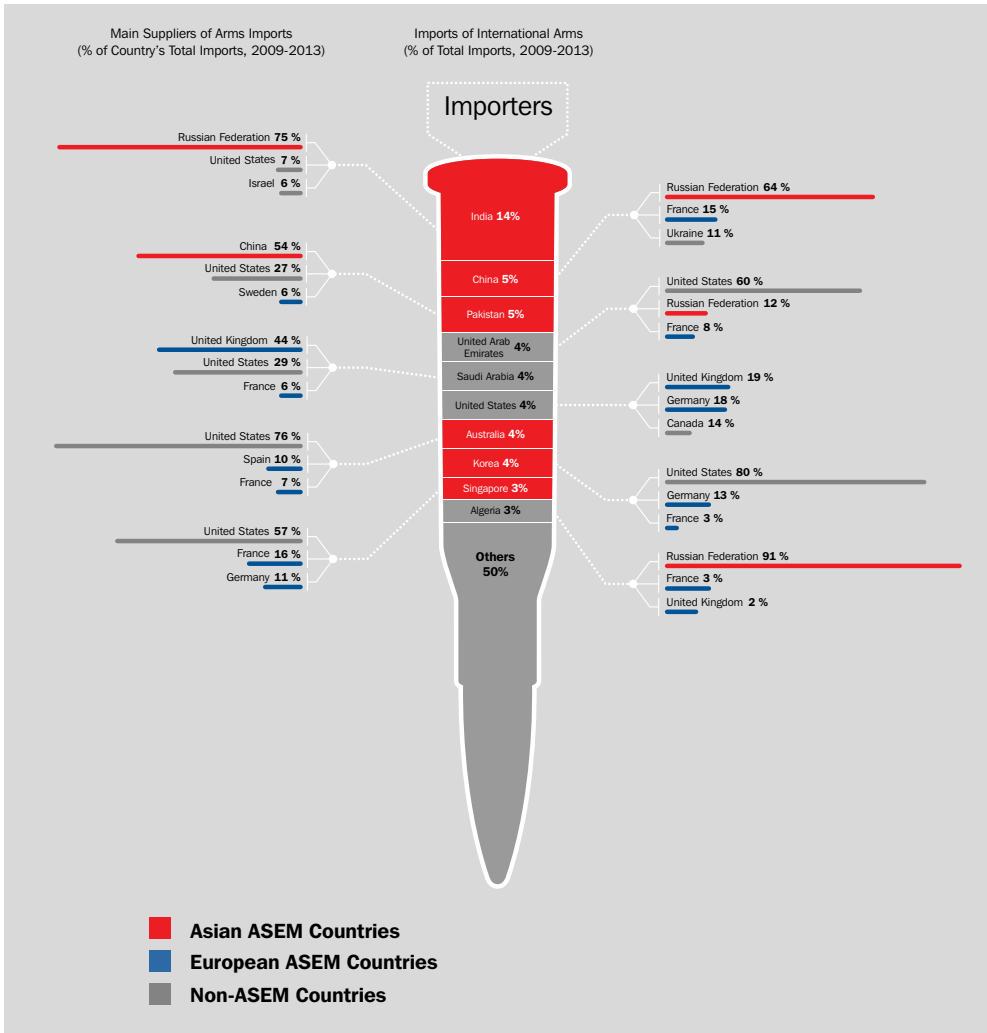 Main Suppliers of Arms Imports
(% of Country's Total Imports, 2009-2013)
Imports of International Arms
(% of Total Imports, 2009-2013)
Importers
Russian Federation 75 %
United States 7 %
Israel 6 %
China 54 %
United States 27 %
Sweden 6 %
United Kingdom 44 %
United States 29 %
France 6 %
United States 76 %
Spain 10 %
France 7 %
United States 57 %
France 16 %
Germany 11 %
India 14%
China 5%
Pakistan 5%
United Arab
Emirates 4%
Saudi Arabia 4%
United States 4%
Australia 4%
Korea 4%
Singapore 3%
Algeria 3%
Others
50%
Russian Federation 64 %
France 15 %
Ukraine 11 %
United States 60 %
Russian Federation 12 %
France 8 %
United Kingdom 19 %
Germany 18 %
Canada 14 %
United States 80 %
Germany 13 %
France 3 %
Russian Federation 91 %
France 3 %
United Kingdom 2 %
Asian ASEM Countries
European ASEM Countries
Non-ASEM Countries